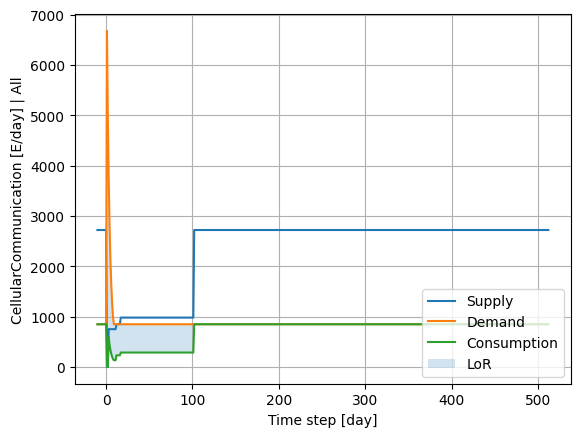 CellularCommunication [E/day] | All
7000
6000
5000
4000
3000
2000
1000
0
0 100 200 300 400 500
Time step [day]
Supply
Demand
Consumption
LoR